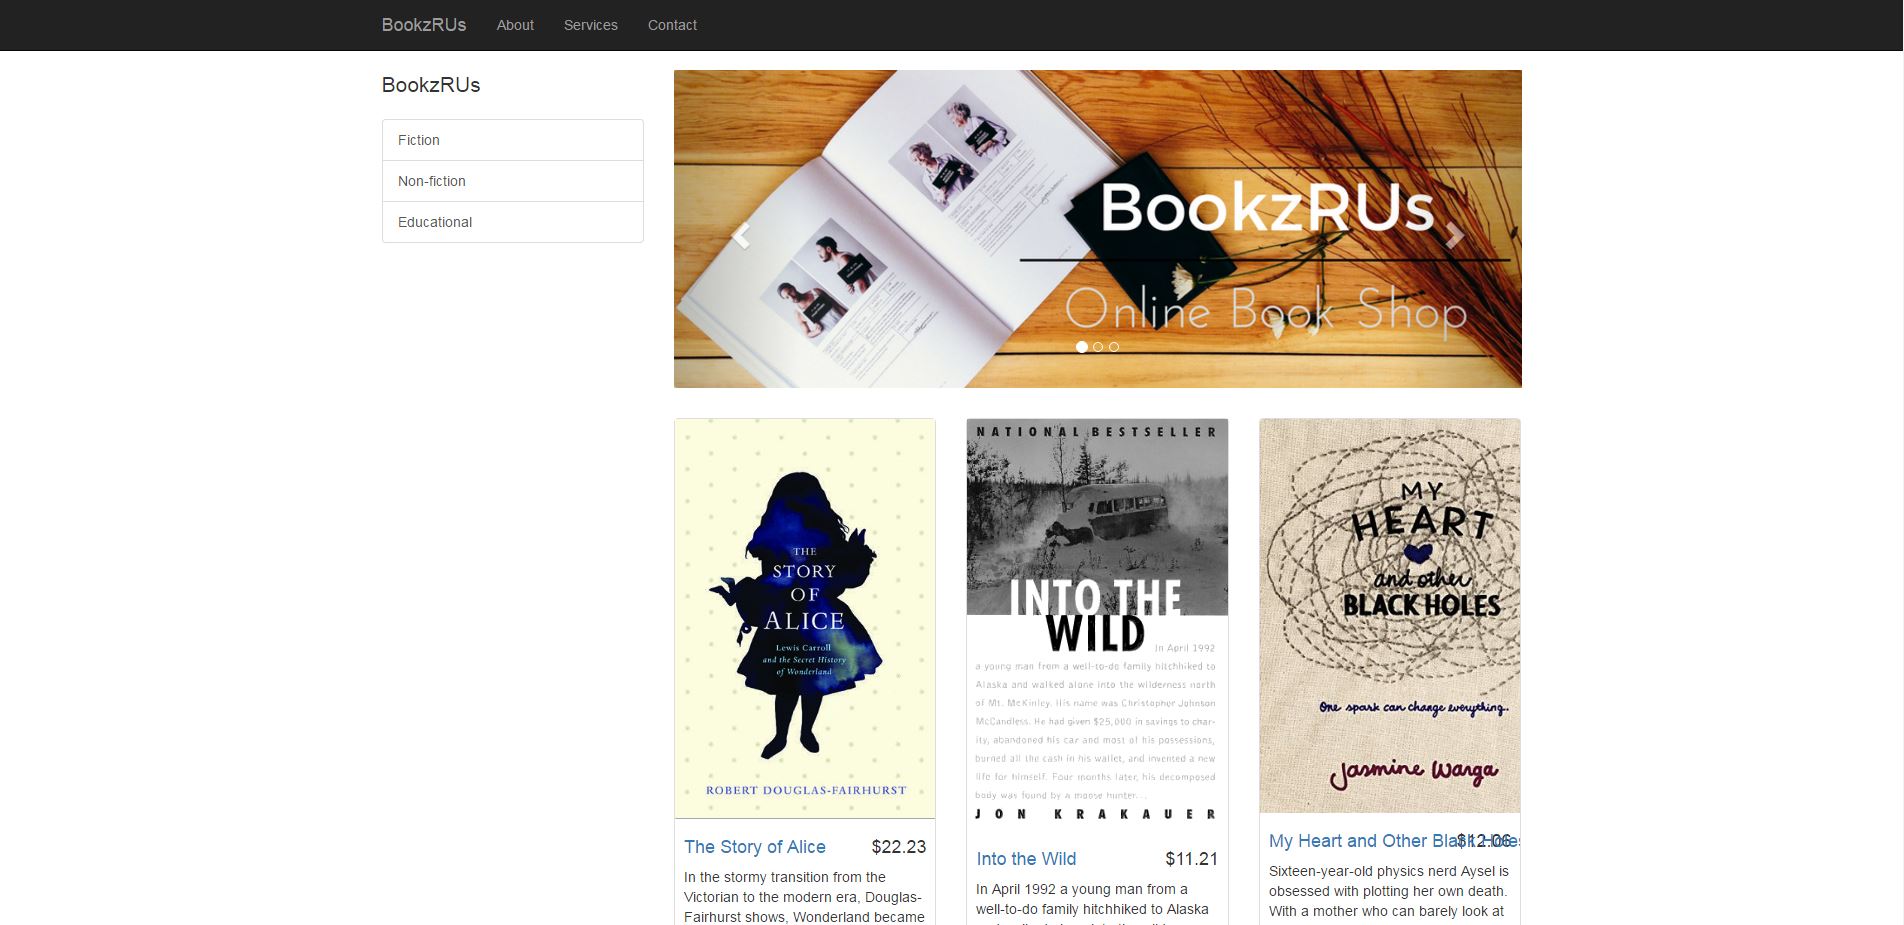 BookzRUs About Services Contact
BookzRUs
Fiction
Non-fiction
Educational
BookzRUs
Online Book Shop
THE
STORY
OF
ALICE
Lewis Carroll
and the Secret History
of Wonderland
ROBERT DOUGLAS-FAIRHURST
The Story of Alice $22.23
In the stormy transition from the
Victorian to the modern era, Douglas-
Fairhurst shows, Wonderland became
NATIONAL BESTSELLER
INTO THE
WILD
In April 1992
a young man from a well-to-do family hitchhiked to
Alaska and walked alone into the wilderness north
of Mt. McKinley. His name was Christopher Johnson
McCandless. He had given $25,000 in savings to char-
ity, abandoned his car and most of his possessions,
burned all the cash in his wallet, and invented a new
life for himself. Four months later, his decomposed
body was found by a moose hunter...
JON KRAKAUER
Into the Wild $11.21
In April 1992 a young man from a
well-to-do family hitchhiked to Alaska
MY
HEART
and other
BLACK HOLES
One spark can change everything.
Jasmine Warga
My Heart and Other Black Holes $12.06
Sixteen-year-old physics nerd Aysel is
obsessed with plotting her own death.
With a mother who can barely look at